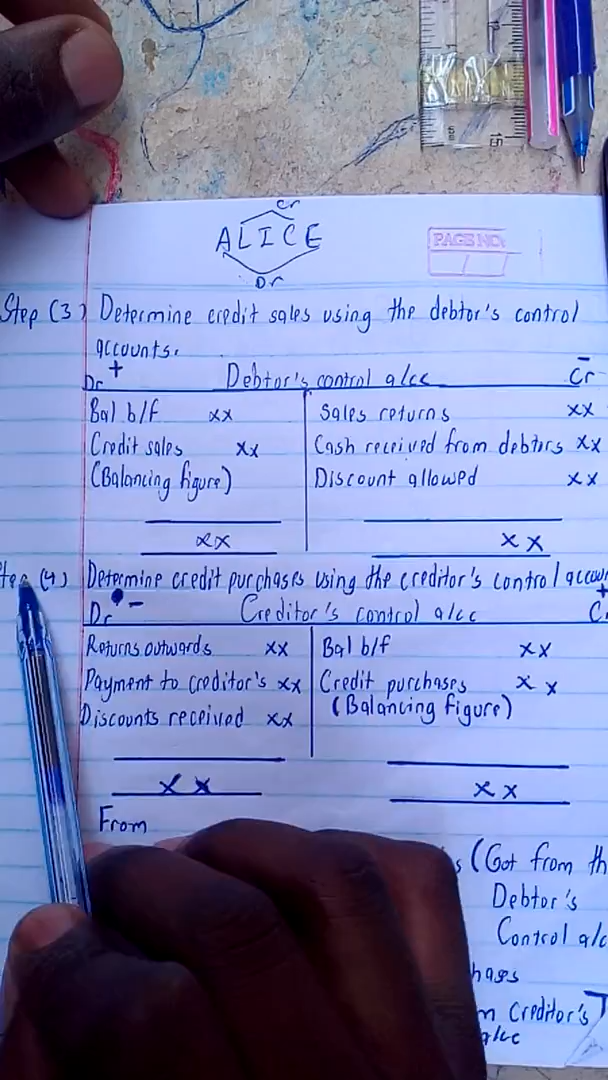 Cr
ALICE
Dr
PAGE NO
Step (3) Determine credit sales using the debtor's control
accounts.
Dr + Debtor's control a/cc - Cr
Bal b/f xx Sales returns xx
Credit sales xx Cash received from debtors xx
(Balancing figure) Discount allowed xx
xx xx
(4) Determine credit purchases using the creditor's control
Dr - Creditor's control a/cc +
Returns outwards xx Bal b/f xx
Payment to creditor's xx Credit purchases xx
Discounts received xx (Balancing figure)
xx xx
From
(Got from
Debtor's
Control a/c
Creditor's